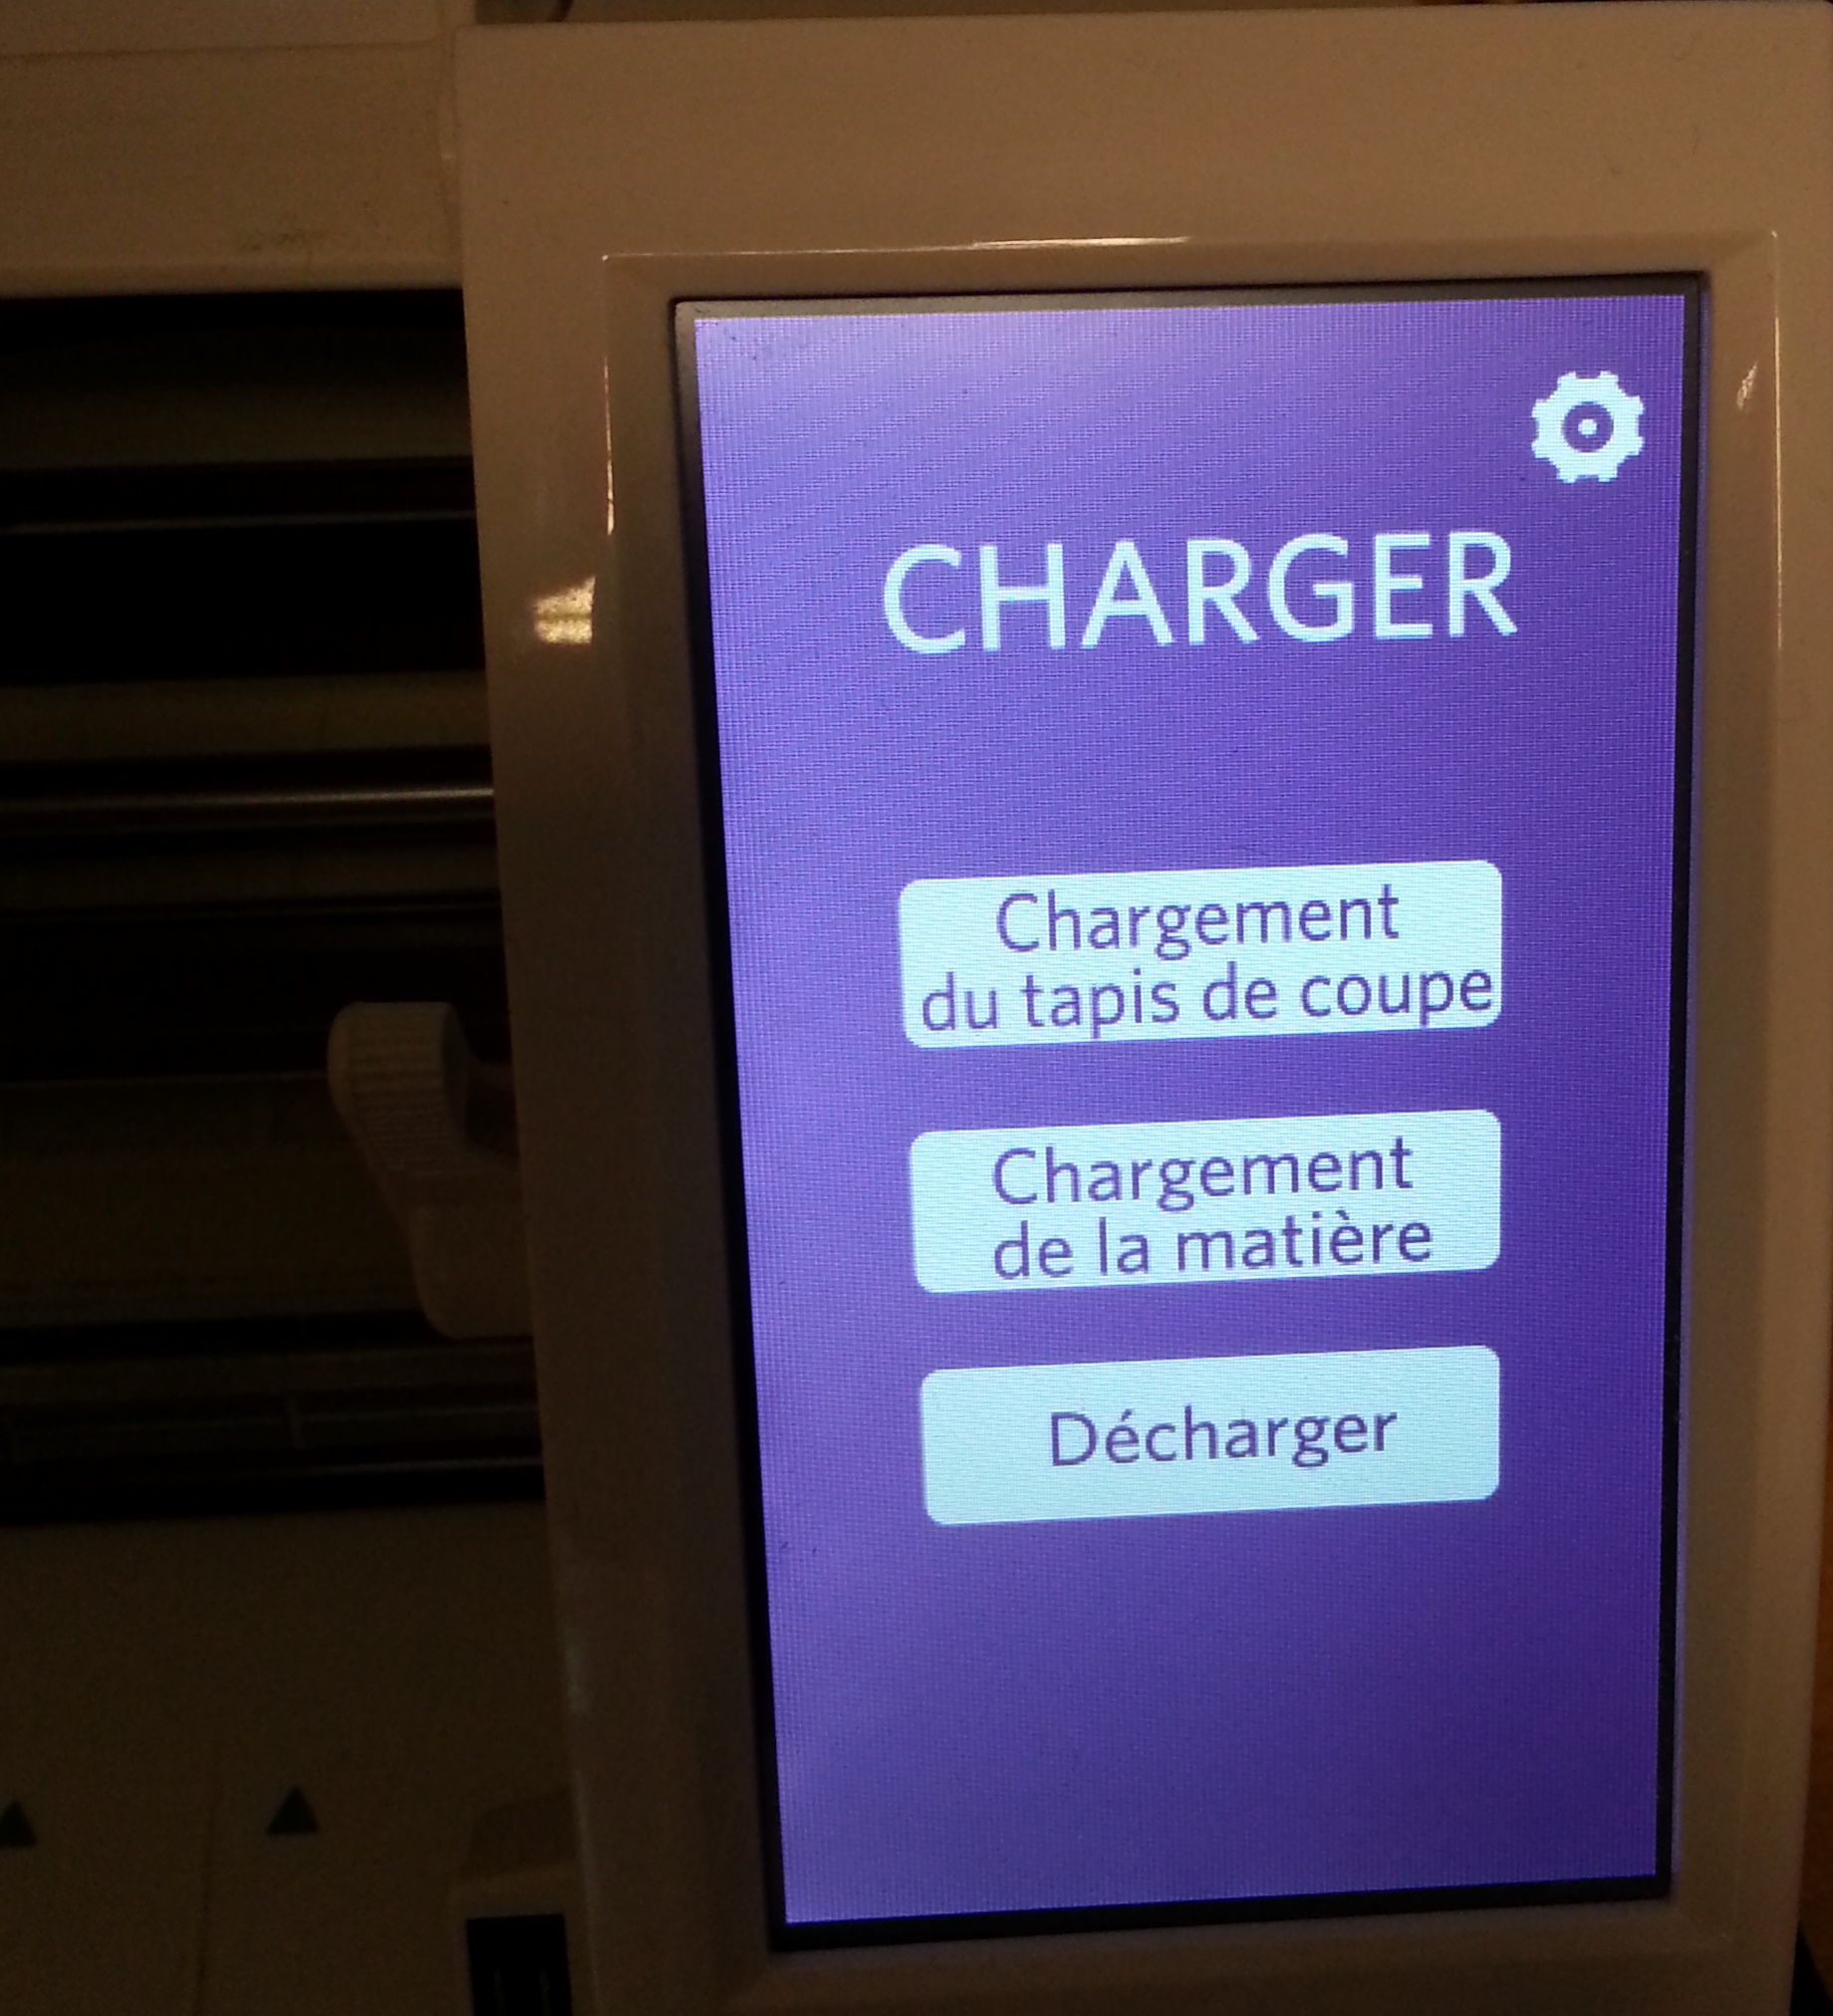 CHARGER
Chargement
du tapis de coupe
Chargement
de la matière
Décharger